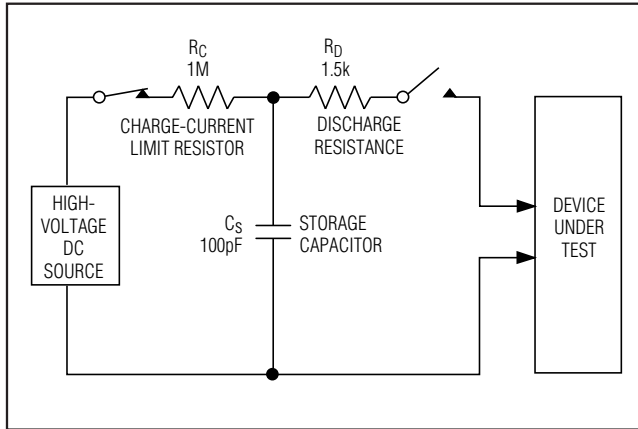 R_C
1M
CHARGE-CURRENT
LIMIT RESISTOR
R_D
1.5k
DISCHARGE
RESISTANCE
HIGH-
VOLTAGE
DC
SOURCE
C_S
100pF
STORAGE
CAPACITOR
DEVICE
UNDER
TEST